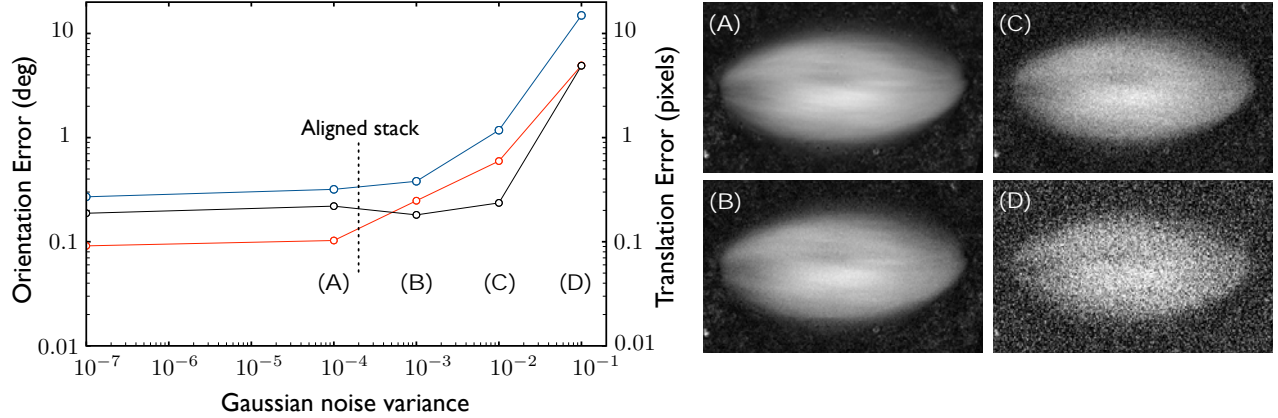 Orientation Error (deg)
10
1
0.1
0.01
Aligned stack
(A)
(B)
(C)
(D)
10
1
0.1
0.01
Translation Error (pixels)
10⁻⁷
10⁻⁶
10⁻⁵
10⁻⁴
10⁻³
10⁻²
10⁻¹
Gaussian noise variance
(A)
(C)
(B)
(D)